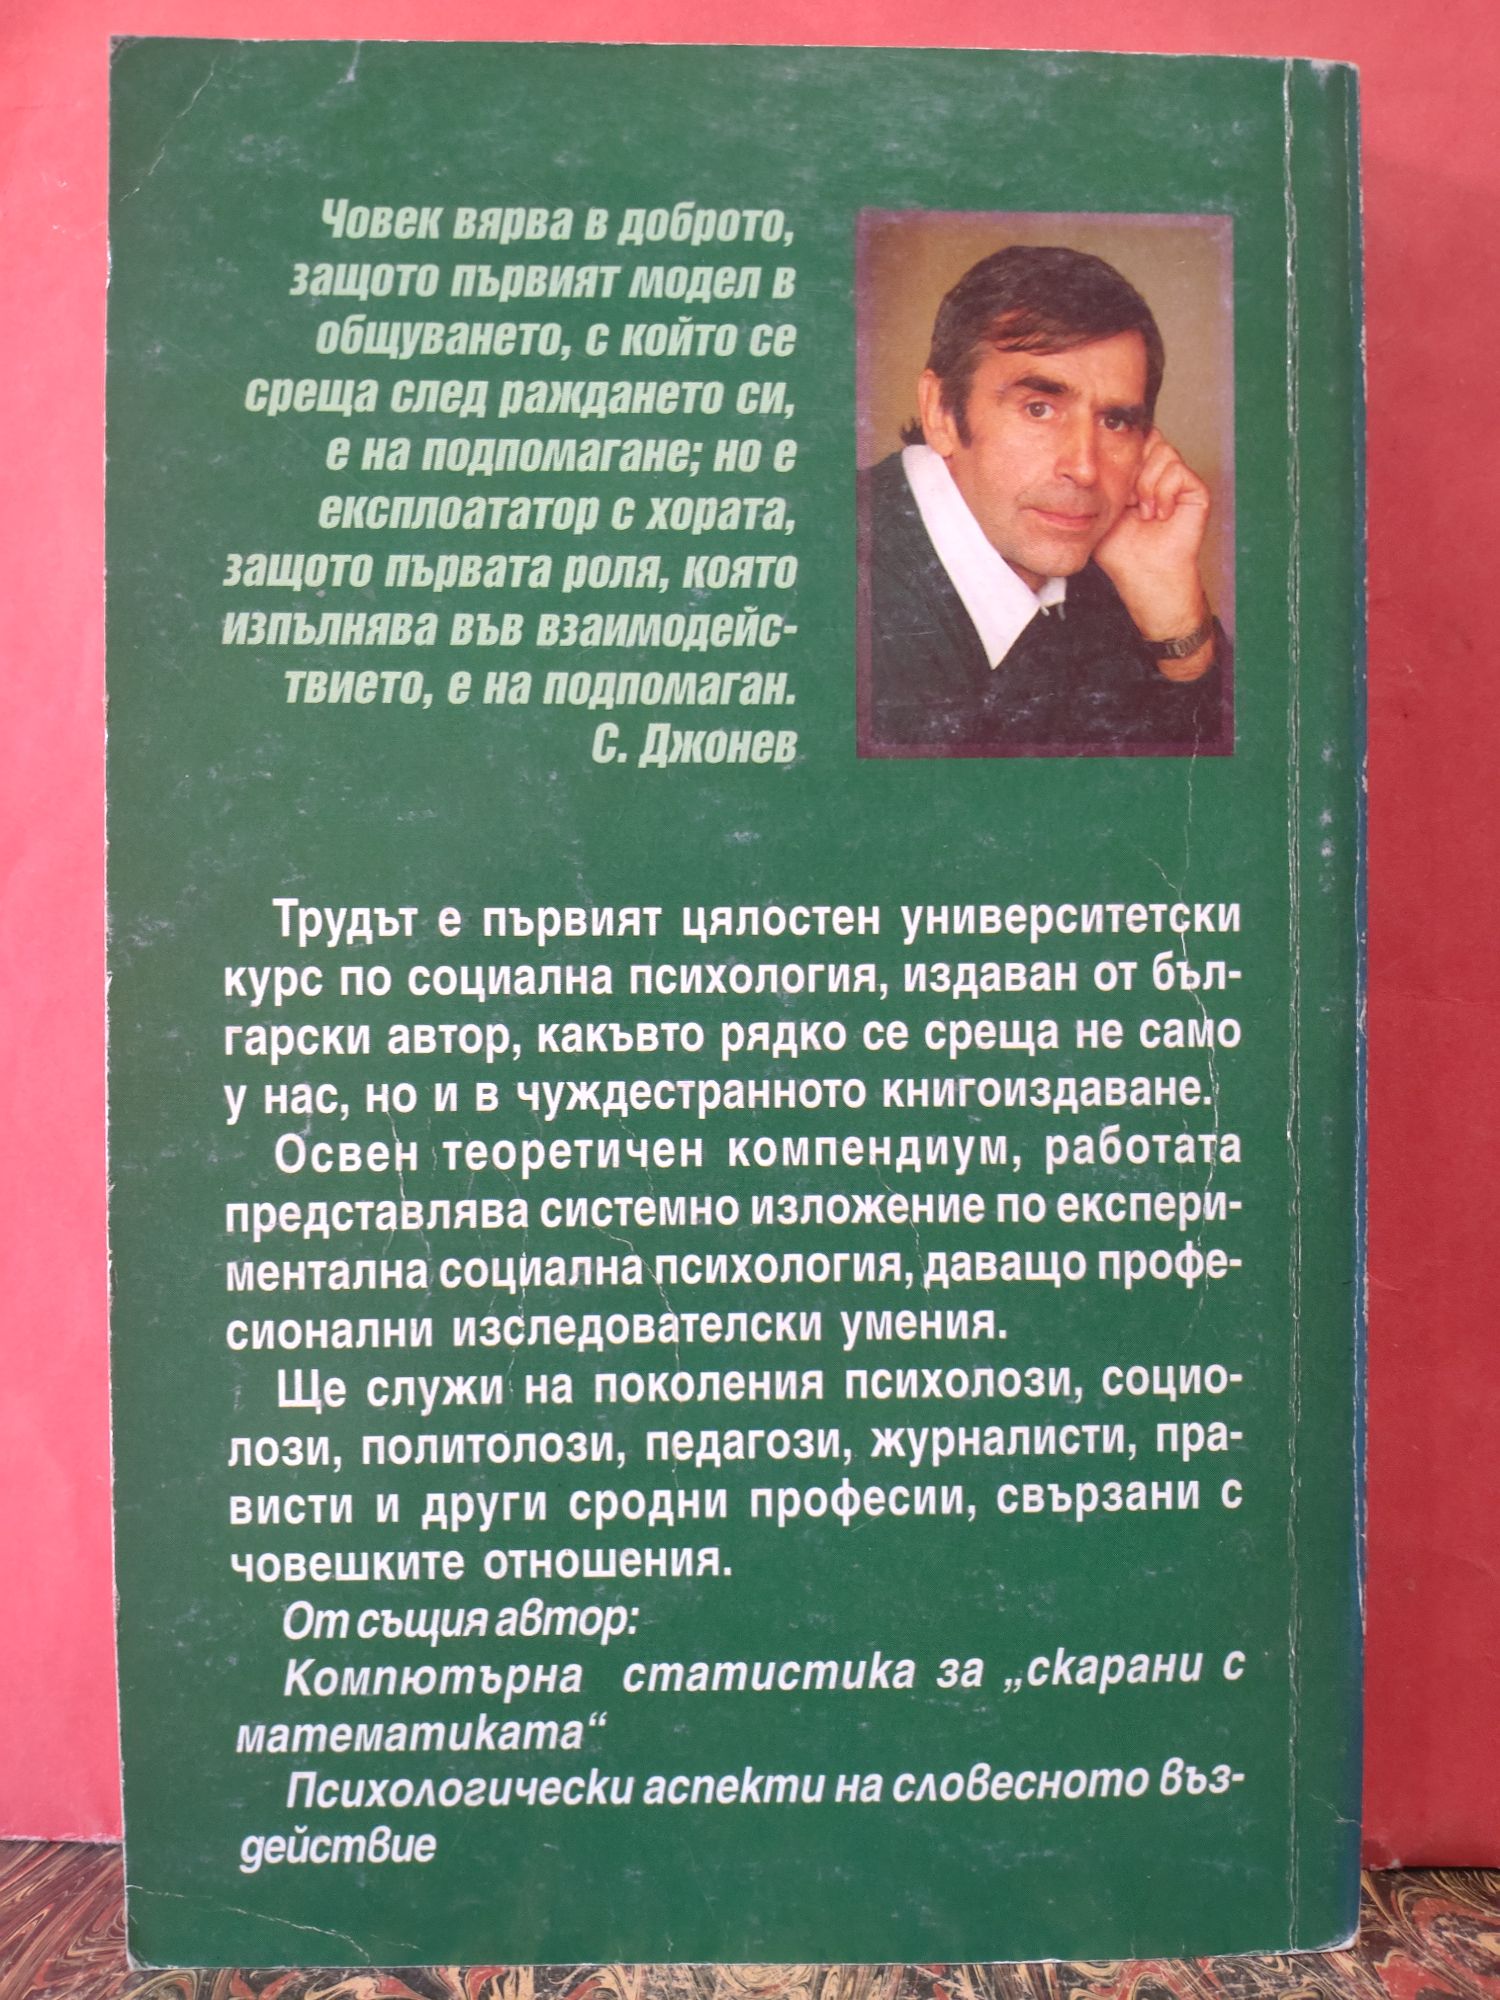 Човек вярва в доброто,
защото първият модел в
общуването, с който се
среща след раждането си,
е на подпомагане; но е
експлоататор с хората,
защото първата роля, която
изпълнява във взаимодейс-
твието, е на подпомаган.
С. Джонев
Трудът е първият цялостен университетски
курс по социална психология, издаван от бъл-
гарски автор, какъвто рядко се среща не само
у нас, но и в чуждестранното книгоиздаване.
Освен теоретичен компендиум, работата
представлява системно изложение по експери-
ментална социална психология, даващо профе-
сионални изследователски умения.
Ще служи на поколения психолози, социо-
лози, политолози, педагози, журналисти, пра-
висти и други сродни професии, свързани с
човешките отношения.
От същия автор:
Компютърна статистика за „скарани с
математиката“
Психологически аспекти на словесното въз-
действие